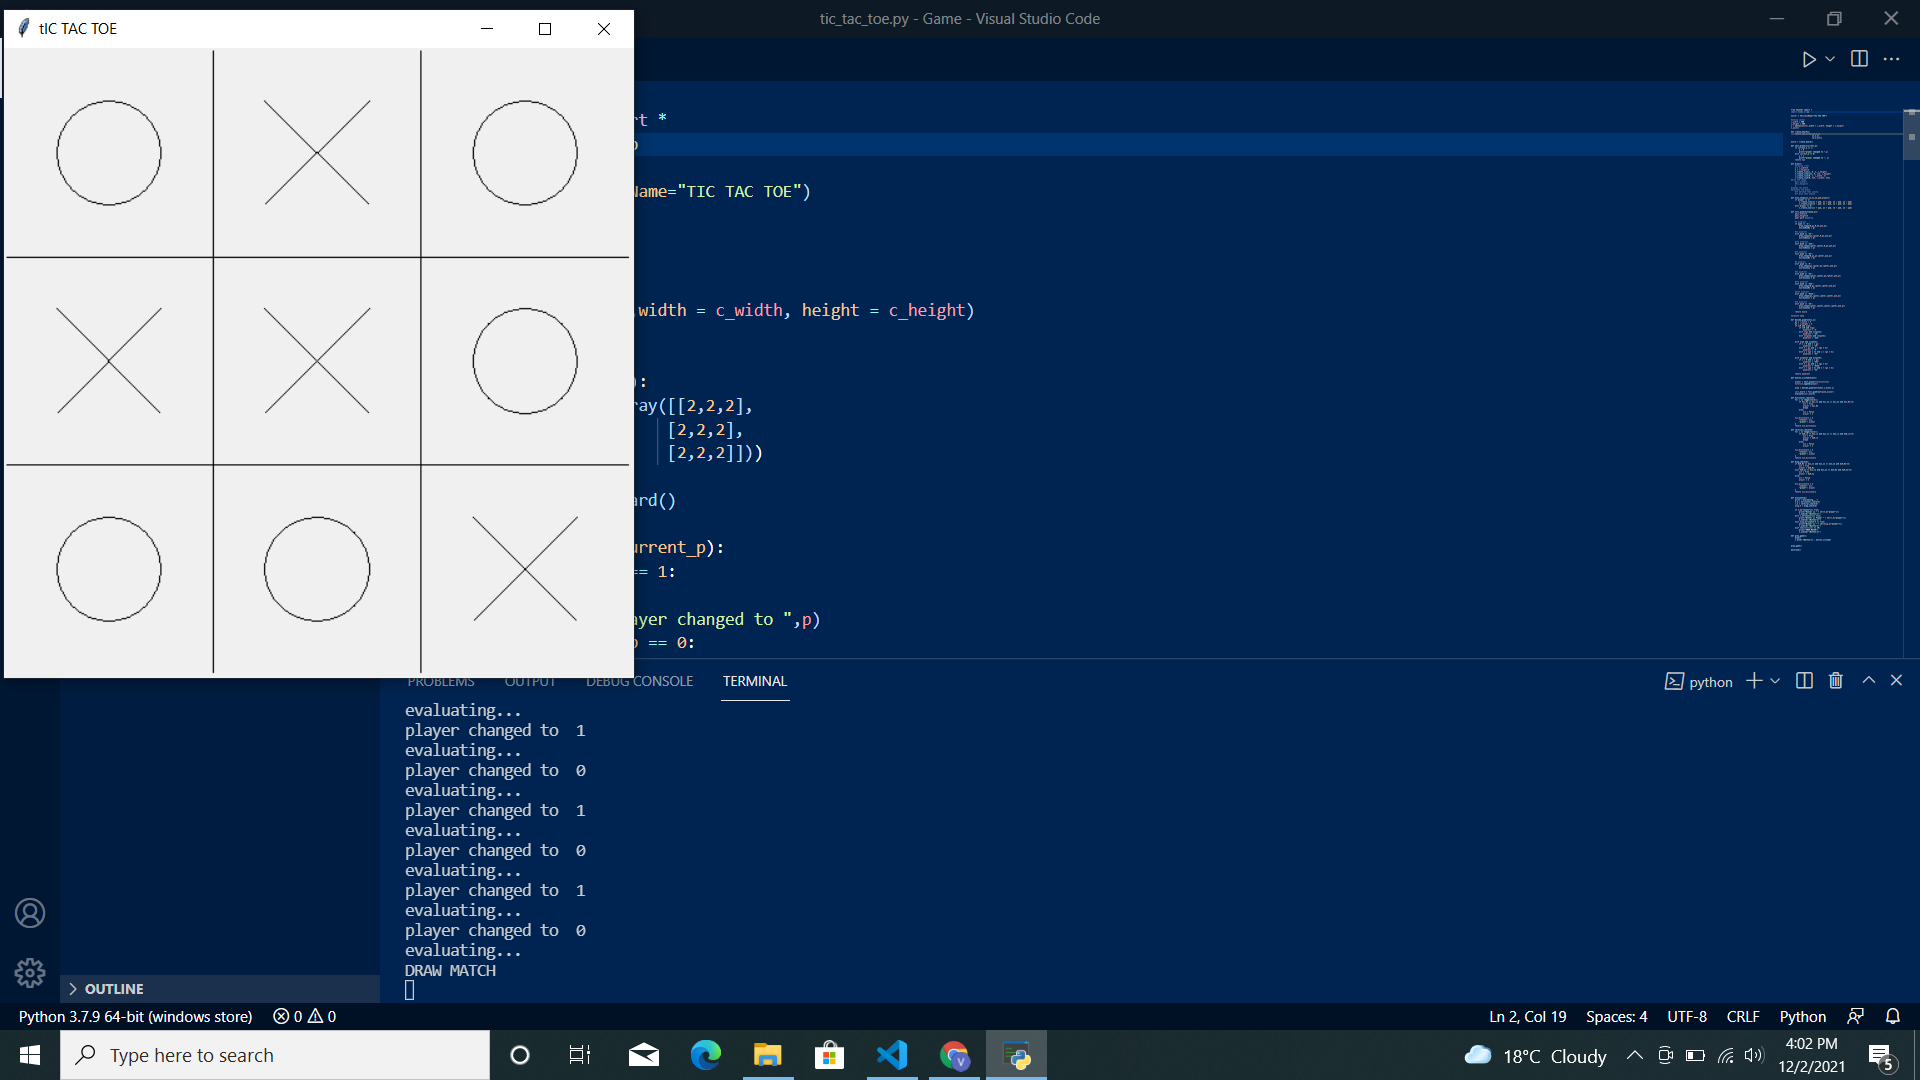 tIC TAC TOE
tic_tac_toe.py - Game - Visual Studio Code
rt *
Name="TIC TAC TOE")
width = c_width, height = c_height)
):
ray([[2,2,2],
[2,2,2],
[2,2,2]]))
ard()
urrent_p):
== 1:
ayer changed to ",p)
p == 0:
PROBLEMS OUTPUT DEBUG CONSOLE TERMINAL
python
evaluating...
player changed to  1
evaluating...
player changed to  0
evaluating...
player changed to  1
evaluating...
player changed to  0
evaluating...
player changed to  1
evaluating...
player changed to  0
evaluating...
DRAW MATCH
OUTLINE
Python 3.7.9 64-bit (windows store) 0 0
Ln 2, Col 19 Spaces: 4 UTF-8 CRLF Python
Type here to search
18°C Cloudy
4:02 PM
12/2/2021
5